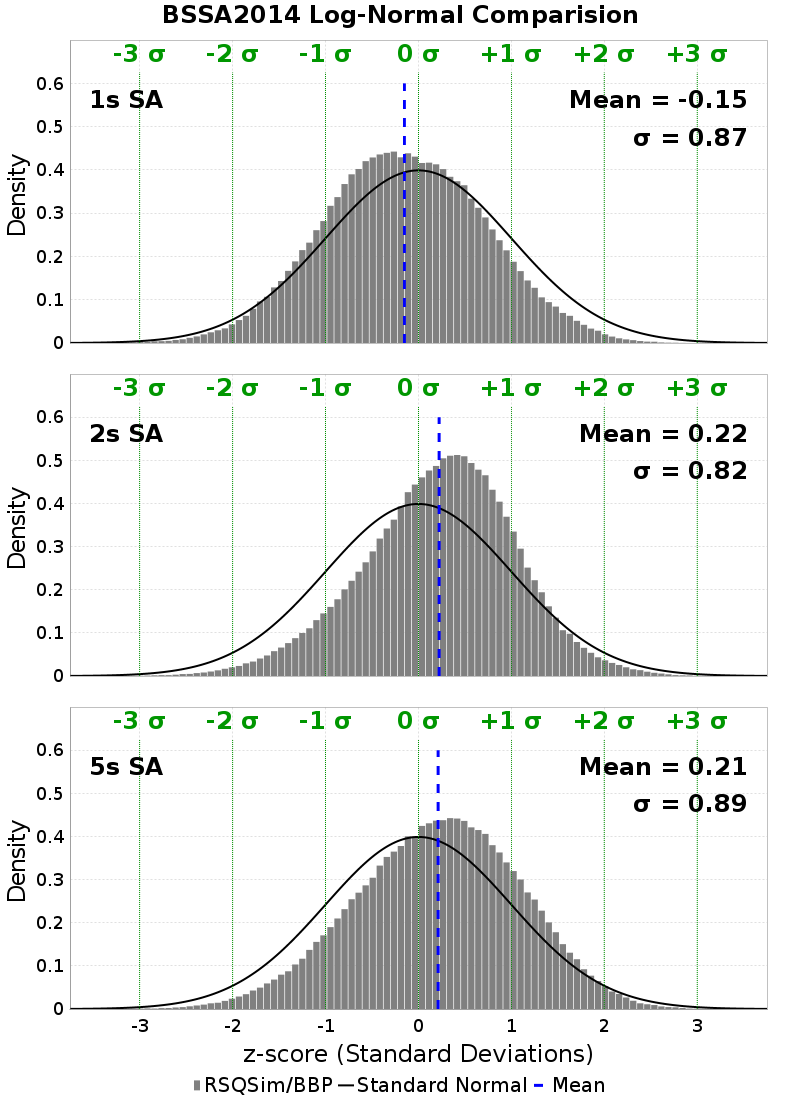 BSSA2014 Log-Normal Comparision
-3 σ -2 σ -1 σ 0 σ +1 σ +2 σ +3 σ
1s SA
Mean = -0.15
σ = 0.87
0.6
0.5
0.4
0.3
0.2
0.1
0
Density
-3 σ -2 σ -1 σ 0 σ +1 σ +2 σ +3 σ
2s SA
Mean = 0.22
σ = 0.82
0.6
0.5
0.4
0.3
0.2
0.1
0
Density
-3 σ -2 σ -1 σ 0 σ +1 σ +2 σ +3 σ
5s SA
Mean = 0.21
σ = 0.89
0.6
0.5
0.4
0.3
0.2
0.1
0
Density
-3 -2 -1 0 1 2 3
z-score (Standard Deviations)
RSQSim/BBP Standard Normal Mean